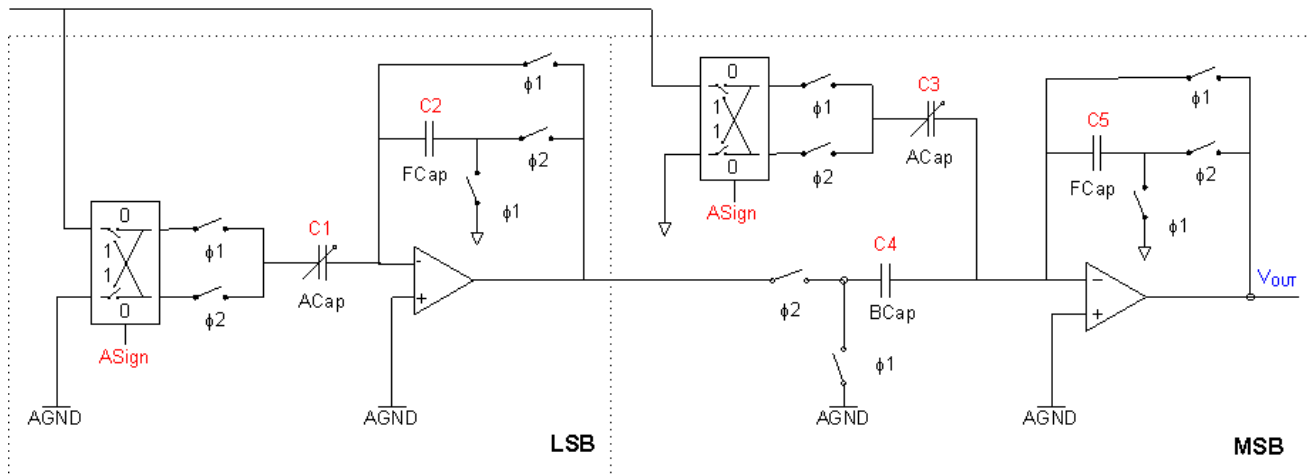 0
1
1
0
ASign
AGND
ϕ1
ϕ2
C1
ACap
C2
FCap
ϕ1
ϕ2
ϕ1
-
+
AGND
LSB
0
1
1
0
ASign
ϕ1
ϕ2
C3
ACap
C4
BCap
ϕ2
ϕ1
AGND
C5
FCap
ϕ1
ϕ2
ϕ1
-
+
AGND
VOUT
MSB